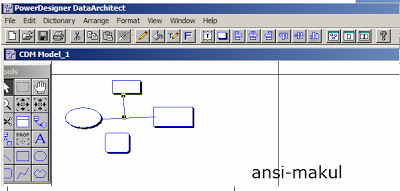 PowerDesigner DataArchitect
File Edit Dictionary Arrange Format View Window Help
CDM Model_1
ools
PROP
A
ansi-makul